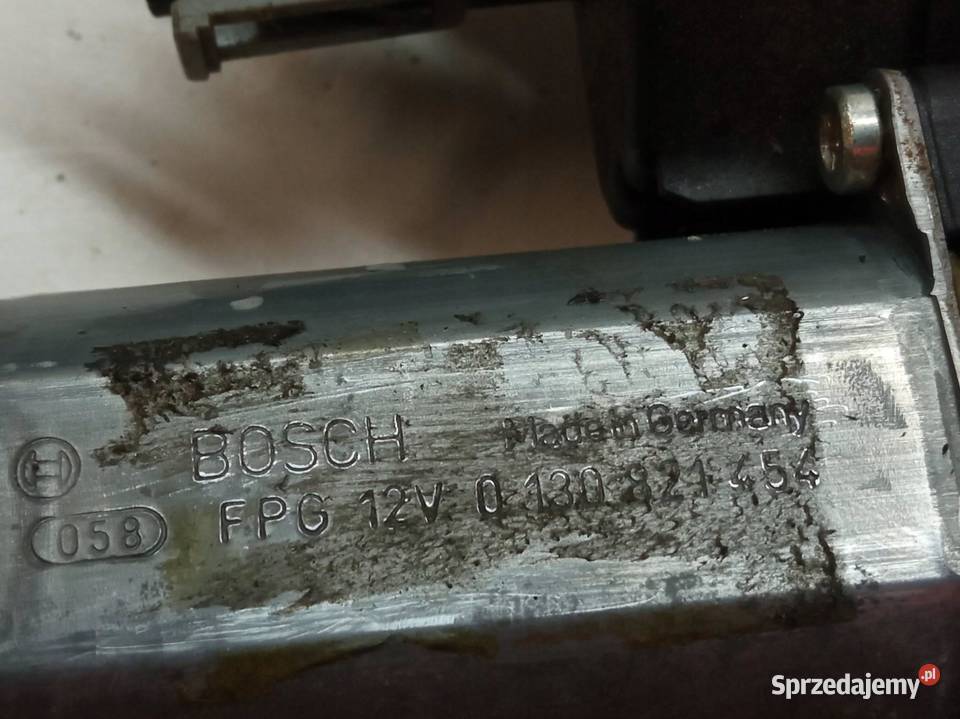 BOSCH
Made in Germany
FPG 12V 0 130 821 454
058
Sprzedajemy.pl